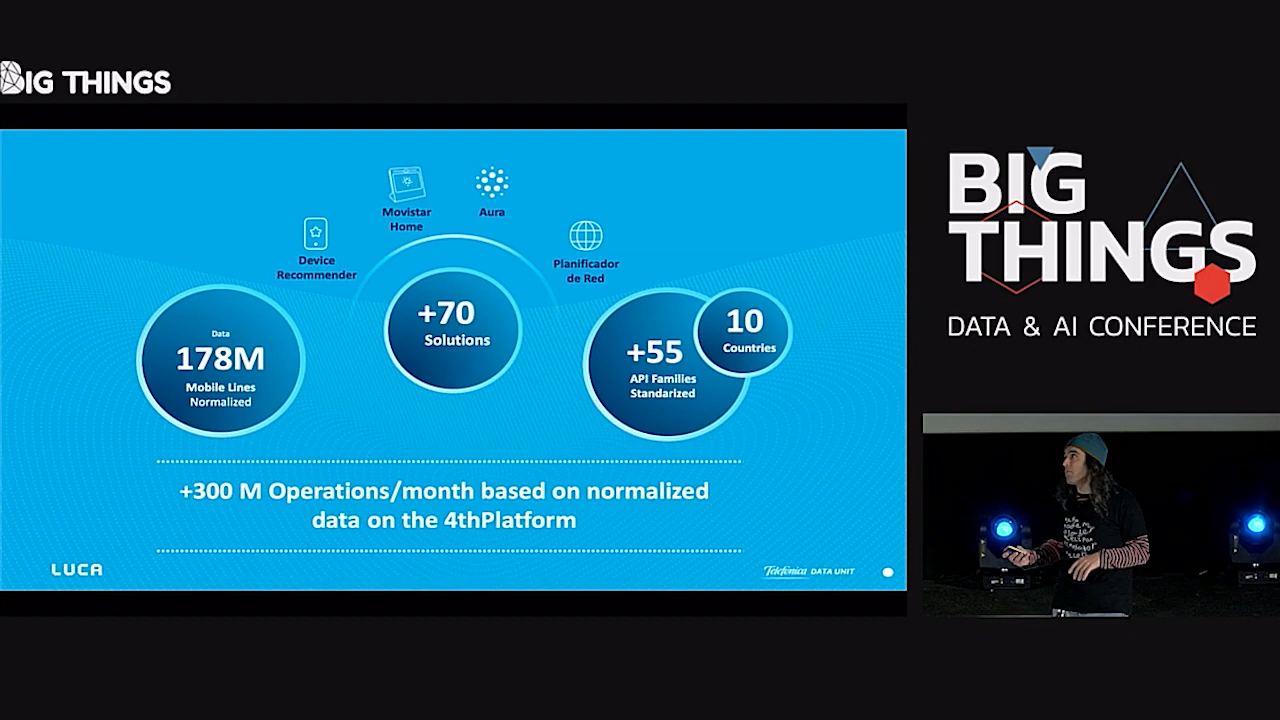 BIG THINGS
Movistar
Home
Aura
Device
Recommender
Planificador
de Red
Data
178M
Mobile Lines
Normalized
+70
Solutions
+55
API Families
Standarized
10
Countries
+300 M Operations/month based on normalized
data on the 4thPlatform
LUCA
Telefónica DATA UNIT
BIG
THINGS
DATA & AI CONFERENCE